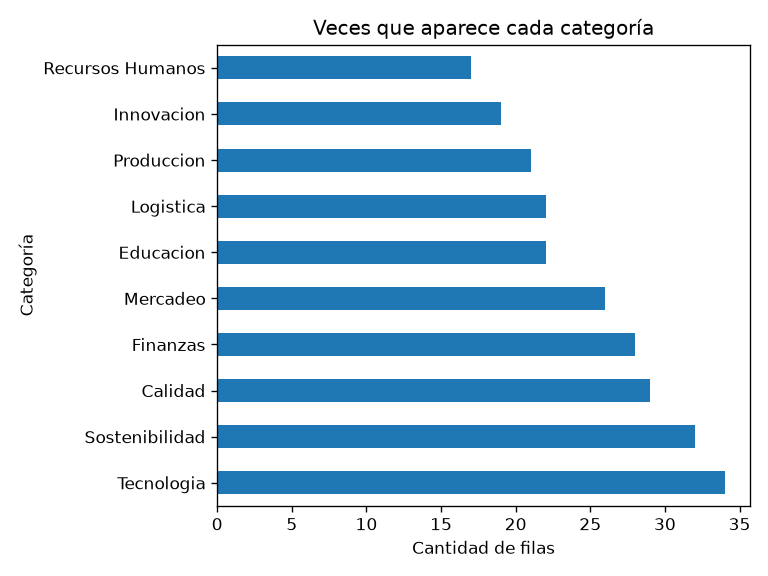 Veces que aparece cada categoría
Categoría
Recursos Humanos
Innovacion
Produccion
Logistica
Educacion
Mercadeo
Finanzas
Calidad
Sostenibilidad
Tecnologia
0 5 10 15 20 25 30 35
Cantidad de filas